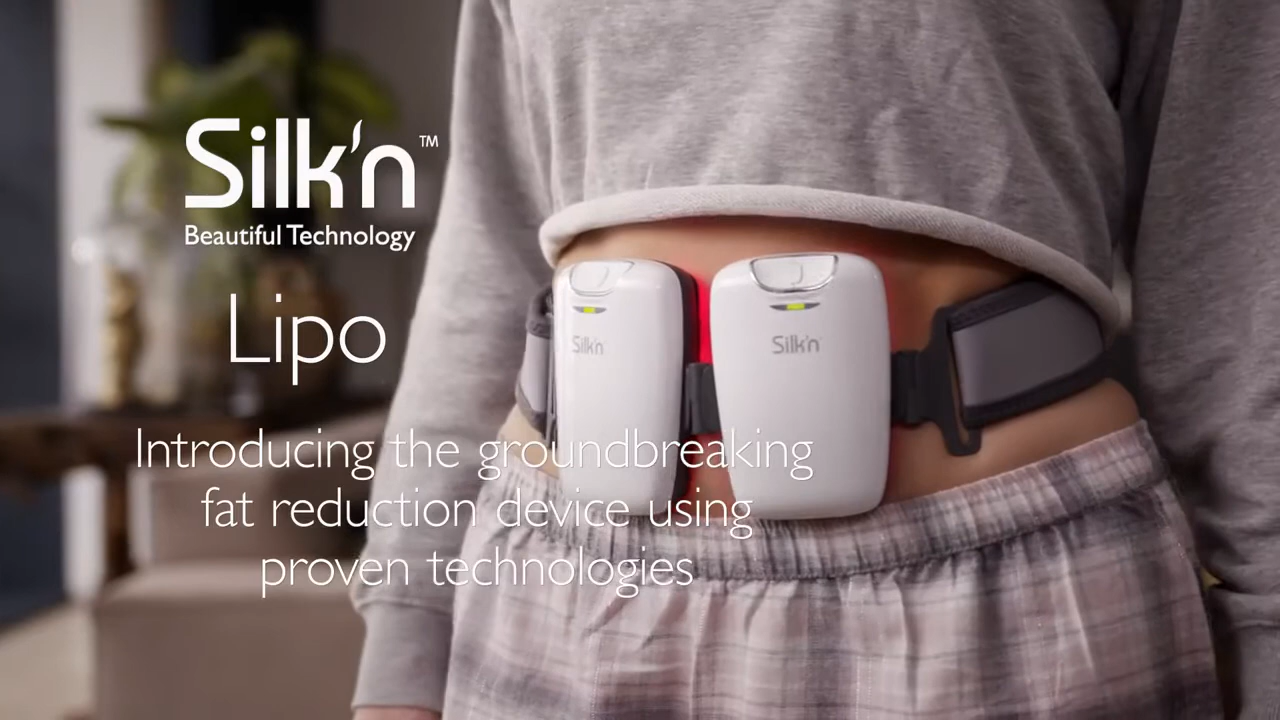 Silk'n™
Beautiful Technology
Lipo
Silk'n
Silk'n
Introducing the groundbreaking
fat reduction device using
proven technologies